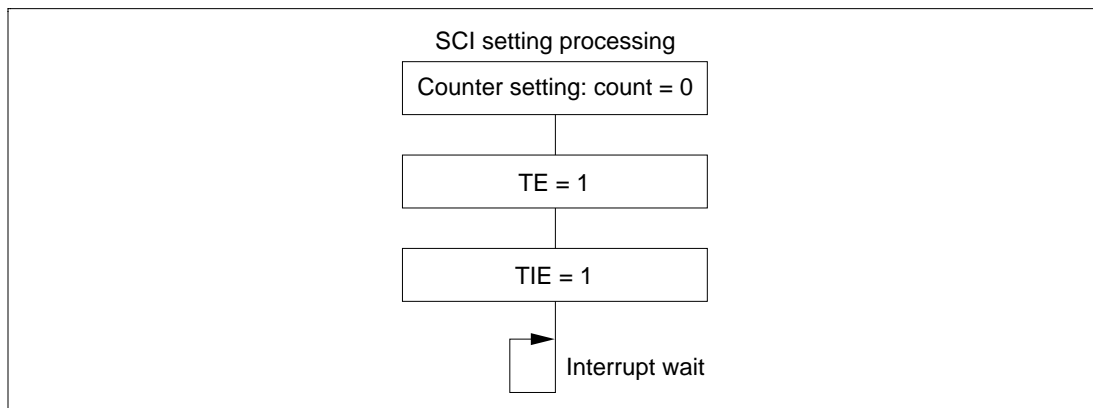 SCI setting processing
Counter setting: count = 0
TE = 1
TIE = 1
Interrupt wait